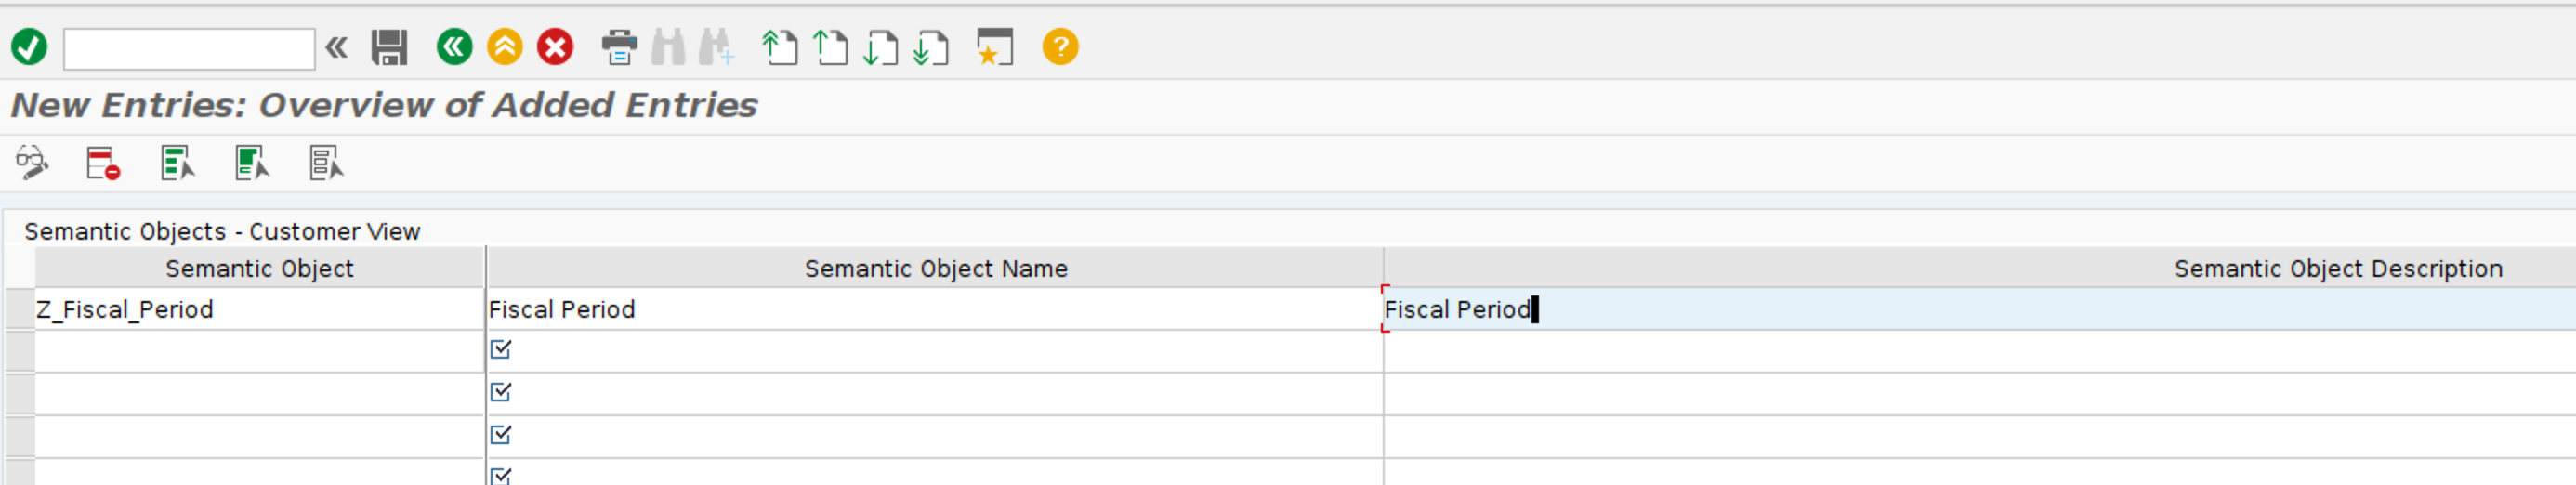 New Entries: Overview of Added Entries
Semantic Objects - Customer View
Semantic Object Semantic Object Name Semantic Object Description
Z_Fiscal_Period Fiscal Period Fiscal Period